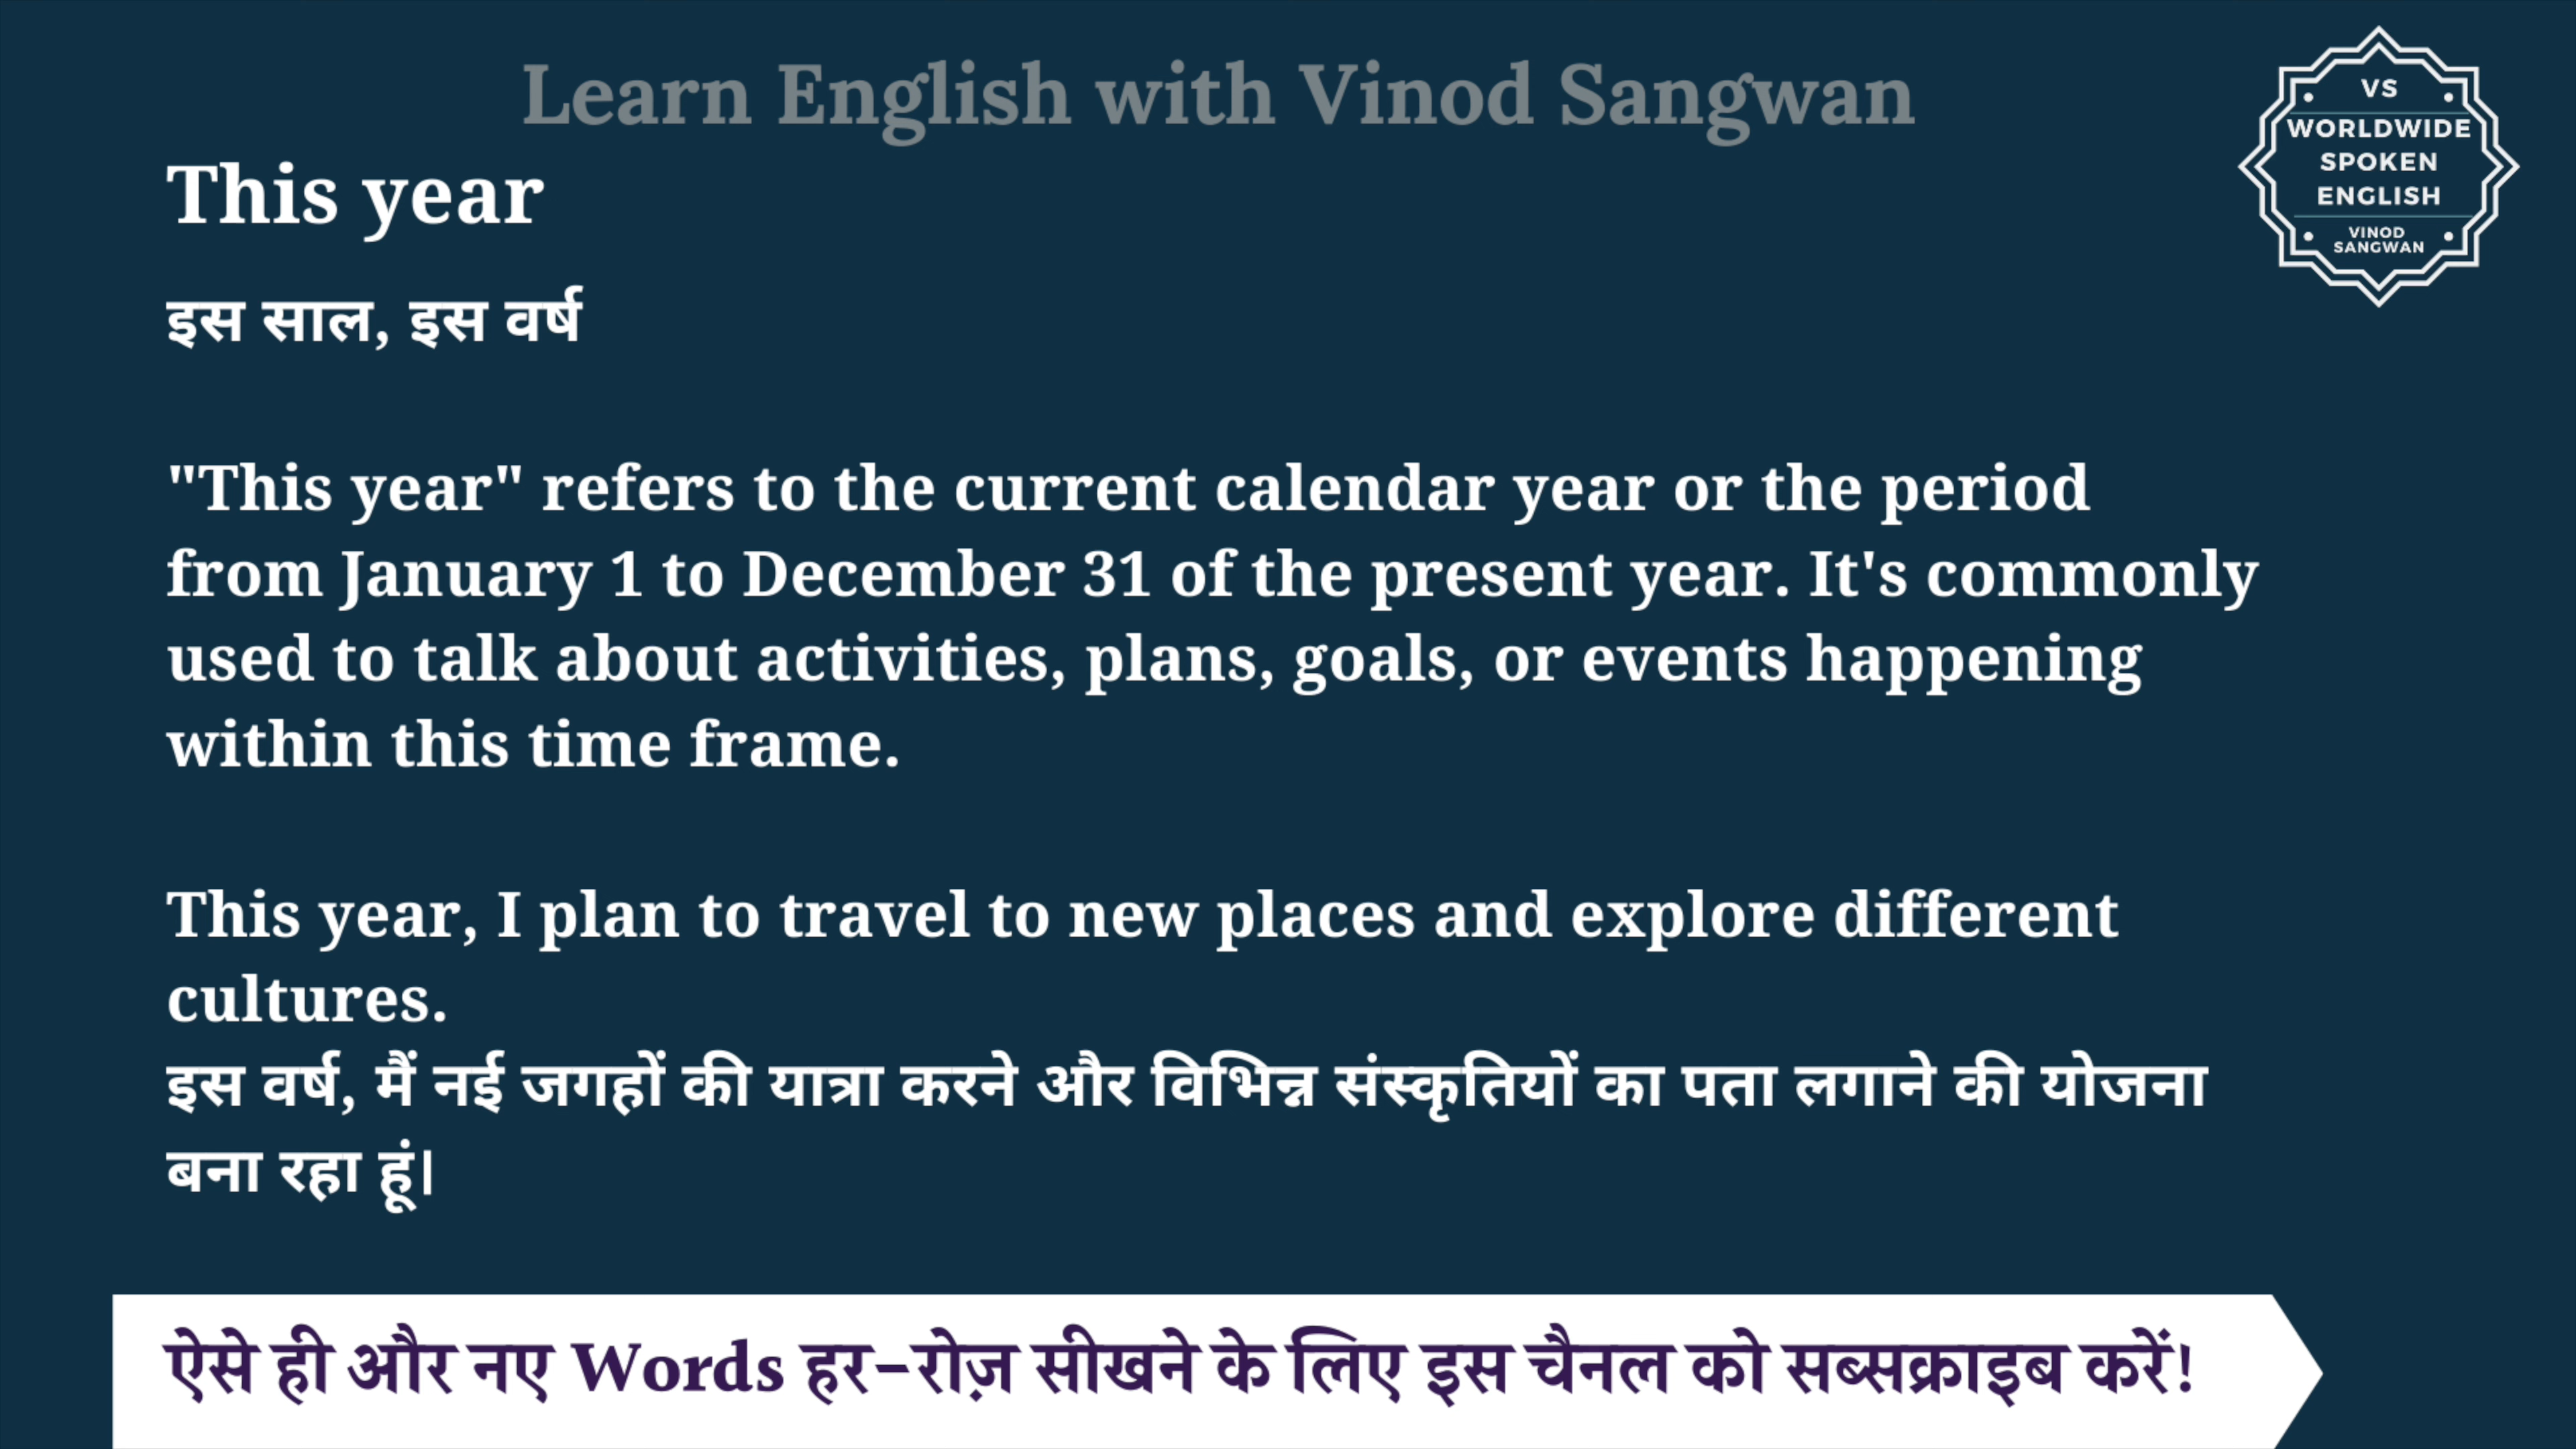 Learn English with Vinod Sangwan
VS
WORLDWIDE
SPOKEN
ENGLISH
VINOD
SANGWAN
This year
इस साल, इस वर्ष
"This year" refers to the current calendar year or the period
from January 1 to December 31 of the present year. It's commonly
used to talk about activities, plans, goals, or events happening
within this time frame.
This year, I plan to travel to new places and explore different
cultures.
इस वर्ष, मैं नई जगहों की यात्रा करने और विभिन्न संस्कृतियों का पता लगाने की योजना
बना रहा हूं।
ऐसे ही और नए Words हर-रोज़ सीखने के लिए इस चैनल को सब्सक्राइब करें!